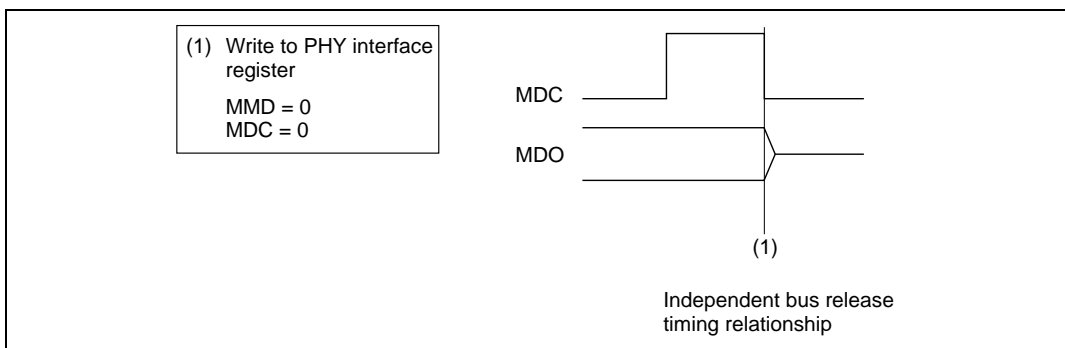 (1) Write to PHY interface
register
MMD = 0
MDC = 0
MDC
MDO
(1)
Independent bus release
timing relationship